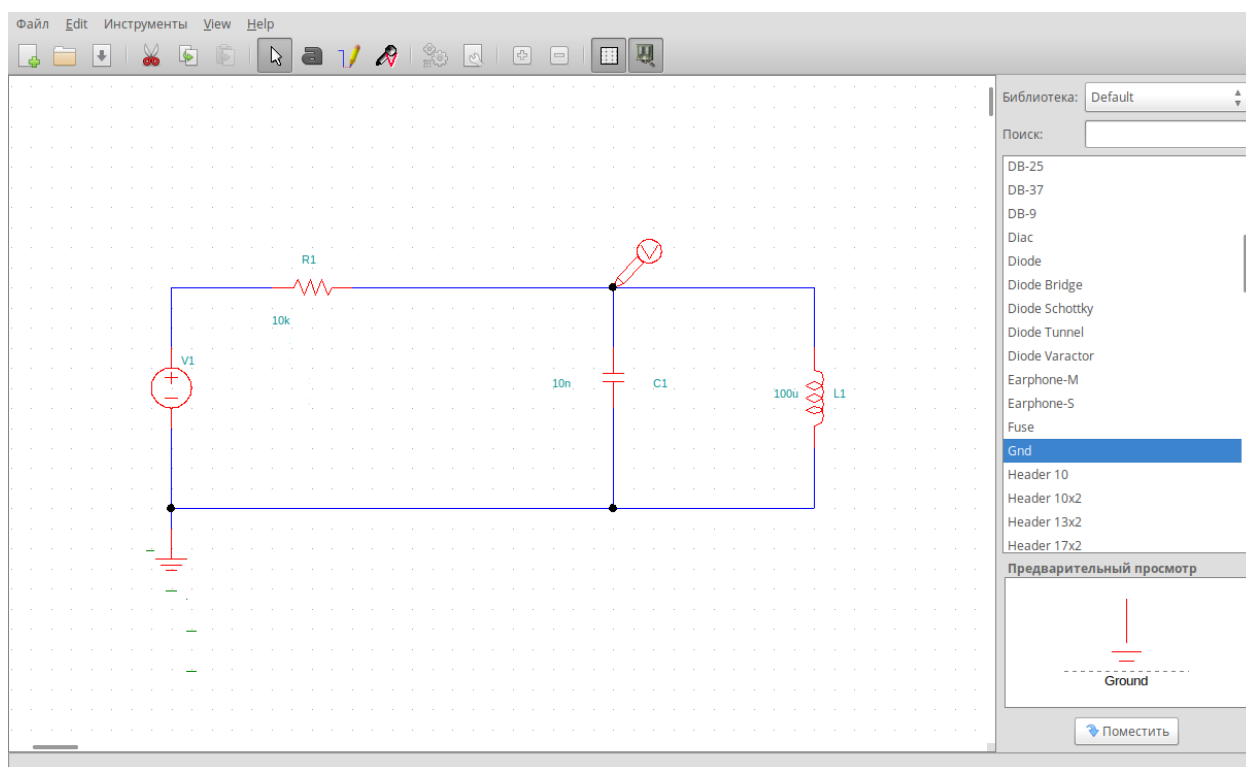 Файл Edit Инструменты View Help
Библиотека: Default
Поиск:
DB-25
DB-37
DB-9
Diac
Diode
Diode Bridge
Diode Schottky
Diode Tunnel
Diode Varactor
Earphone-M
Earphone-S
Fuse
Gnd
Header 10
Header 10x2
Header 13x2
Header 17x2
R1
10k
V1
10n
C1
100u
L1
Предварительный просмотр
Ground
Поместить